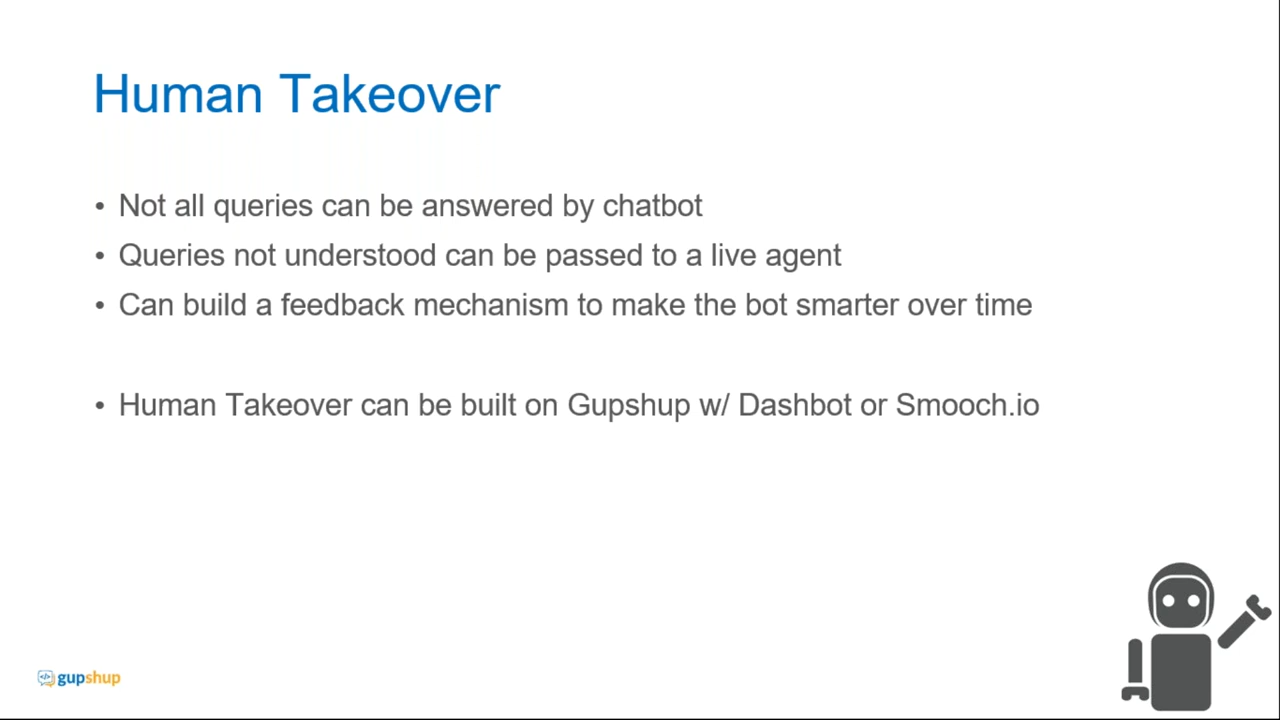 Human Takeover
• Not all queries can be answered by chatbot
• Queries not understood can be passed to a live agent
• Can build a feedback mechanism to make the bot smarter over time
• Human Takeover can be built on Gupshup w/ Dashbot or Smooch.io
</> gupshup